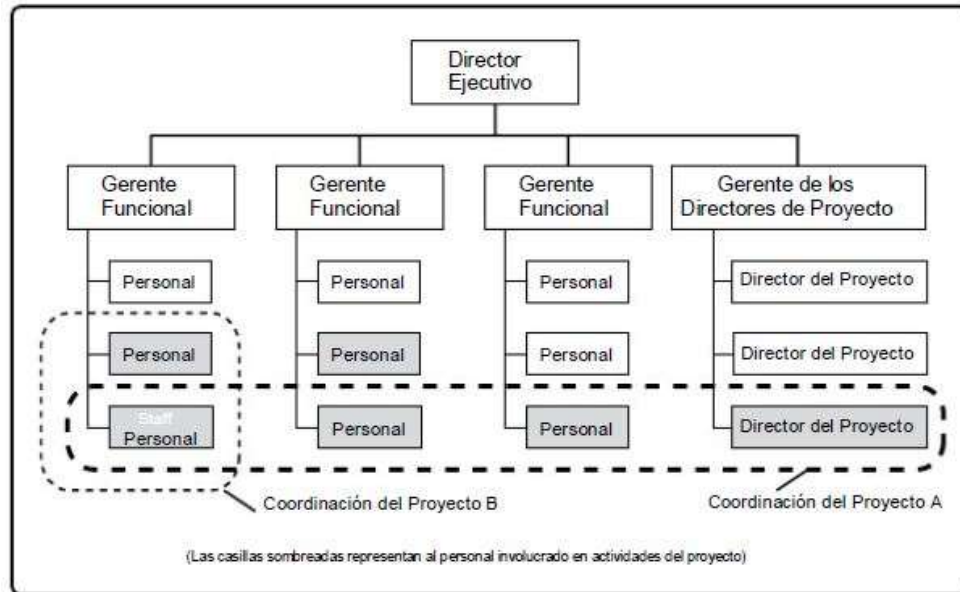 Director
Ejecutivo
Gerente
Funcional
Gerente
Funcional
Gerente
Funcional
Gerente de los
Directores de Proyecto
Personal
Personal
Personal
Director del Proyecto
Personal
Personal
Personal
Director del Proyecto
Staff
Personal
Personal
Personal
Director del Proyecto
Coordinación del Proyecto B
Coordinación del Proyecto A
(Las casillas sombreadas representan al personal involucrado en actividades del proyecto)